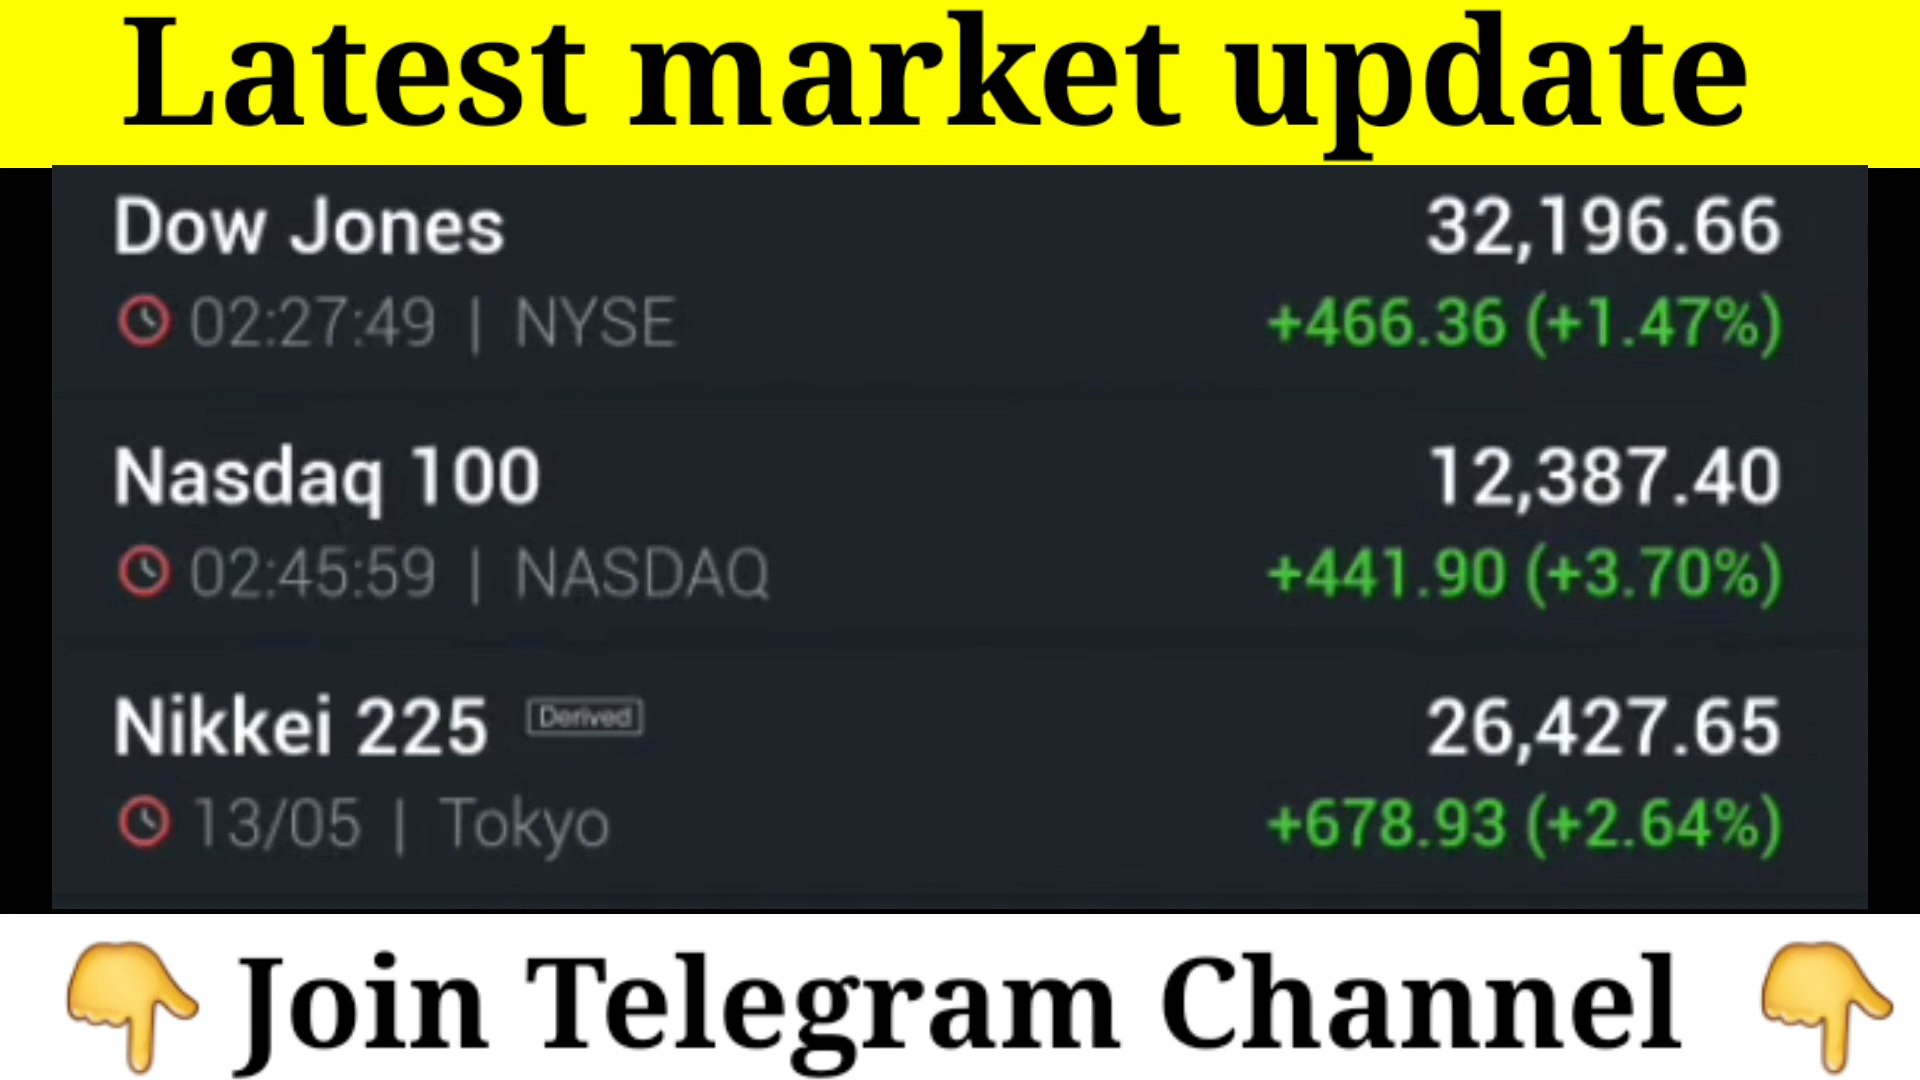 Latest market update
Dow Jones 32,196.66
02:27:49 | NYSE +466.36 (+1.47%)
Nasdaq 100 12,387.40
02:45:59 | NASDAQ +441.90 (+3.70%)
Nikkei 225 Derived 26,427.65
13/05 | Tokyo +678.93 (+2.64%)
👇 Join Telegram Channel 👇